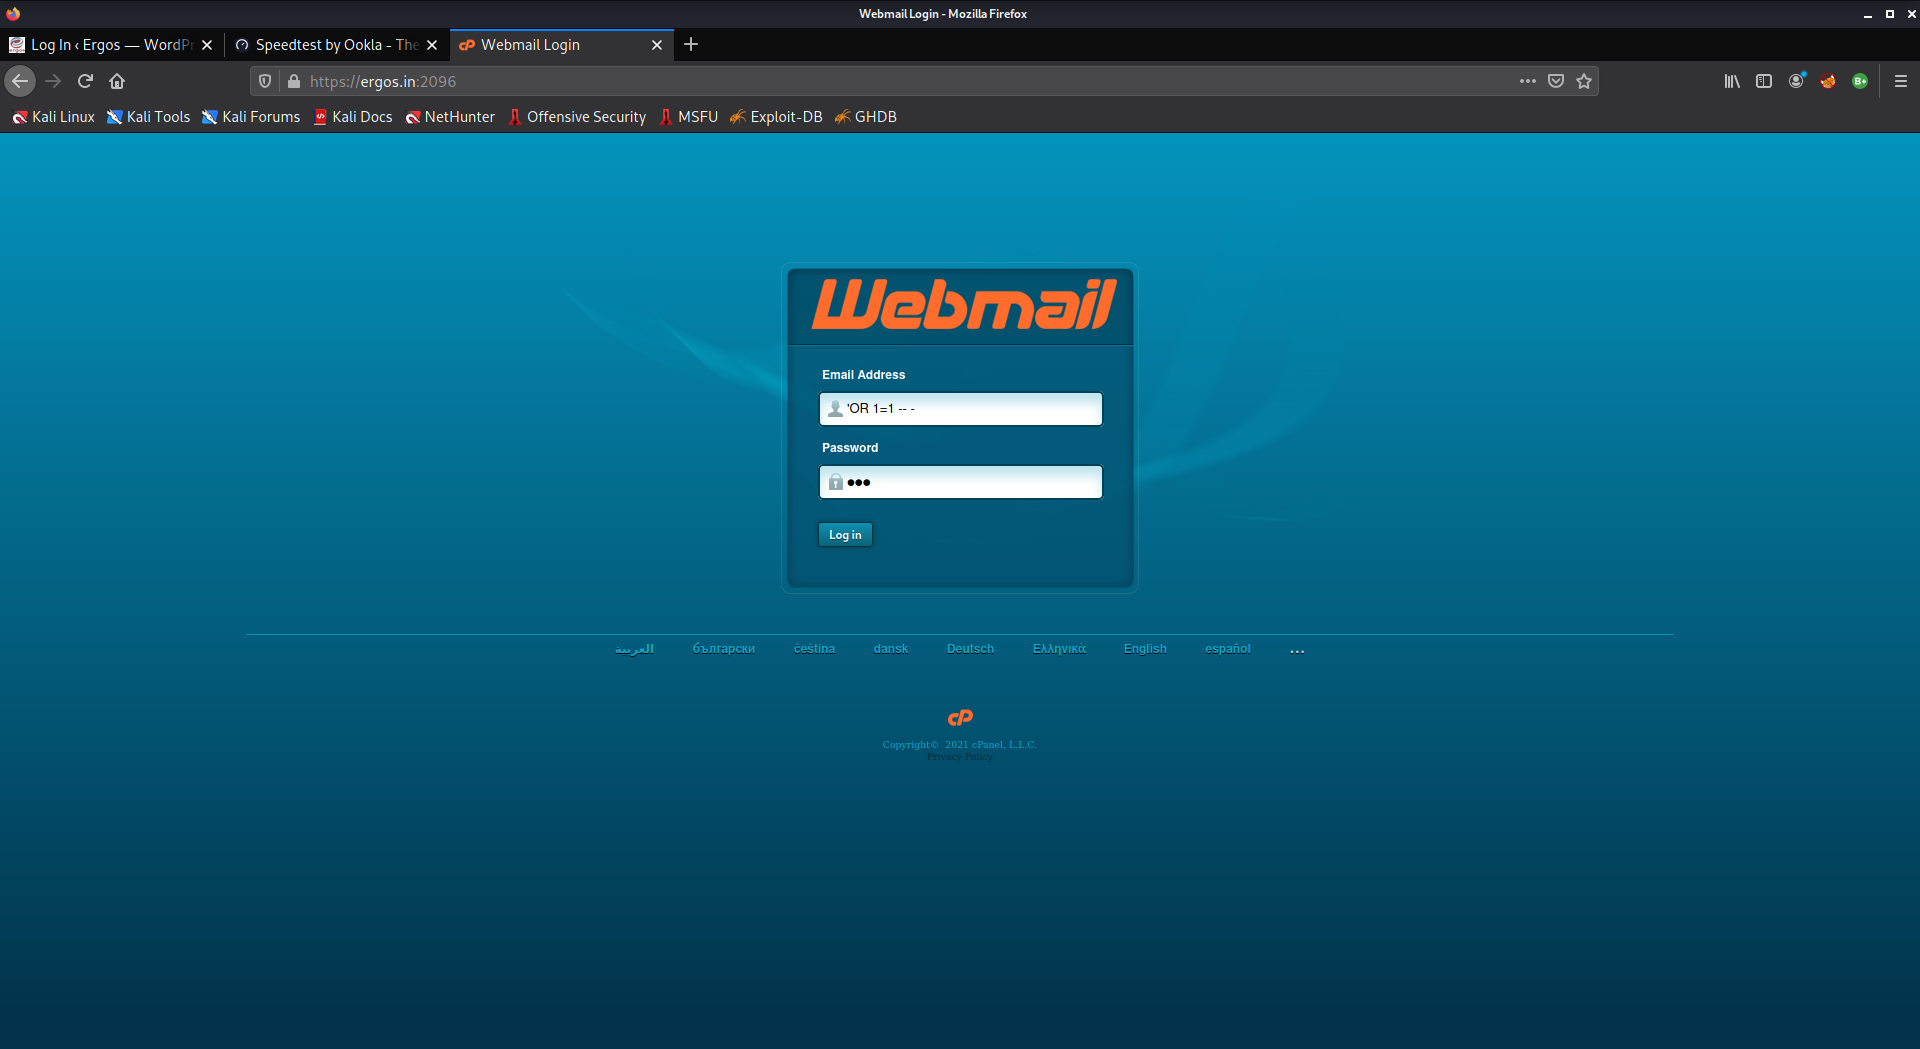 Webmail Login - Mozilla Firefox
Log In ‹ Ergos — WordPr
Speedtest by Ookla - The
Webmail Login
https://ergos.in:2096
Kali Linux Kali Tools Kali Forums Kali Docs NetHunter Offensive Security MSFU Exploit-DB GHDB
Webmail
Email Address
'OR 1=1 -- -
Password
Log in
العربية български čeština dansk Deutsch Ελληνικά English español ...
cP
Copyright© 2021 cPanel, L.L.C.
Privacy Policy